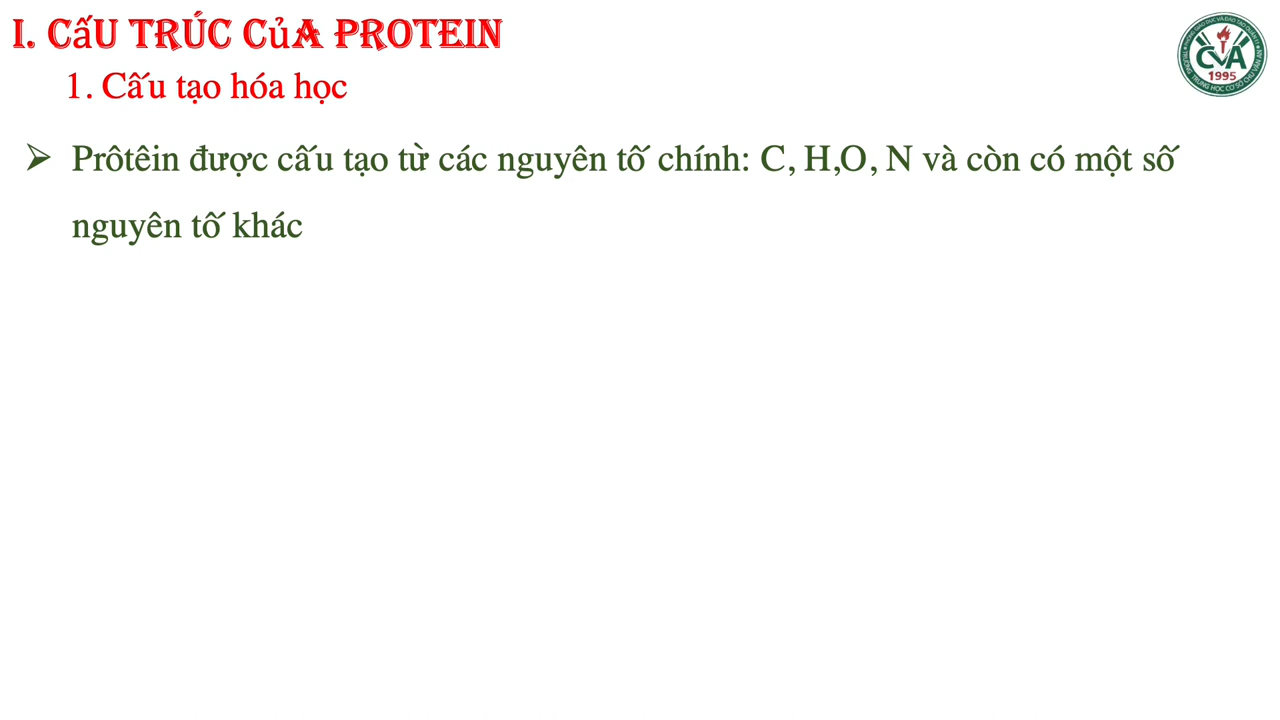 I. CấU TRÚC CủA PROTEIN
1. Cấu tạo hóa học
➢ Prôtêin được cấu tạo từ các nguyên tố chính: C, H,O, N và còn có một số
nguyên tố khác
CVA
1995